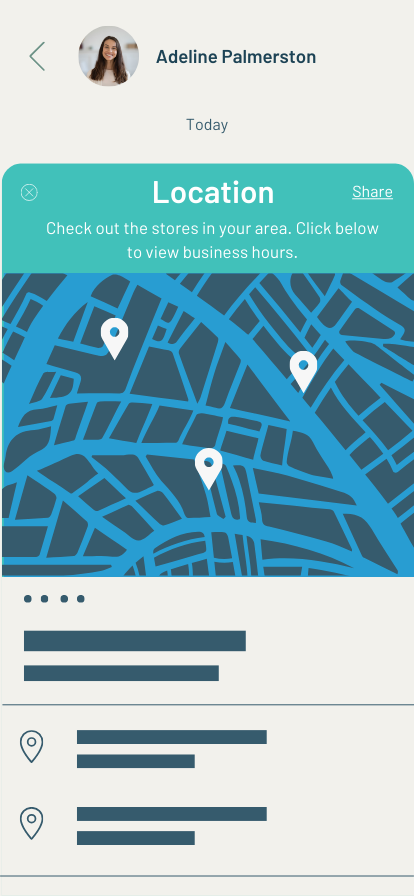 Adeline Palmerston
Today
Location
Share
Check out the stores in your area. Click below
to view business hours.